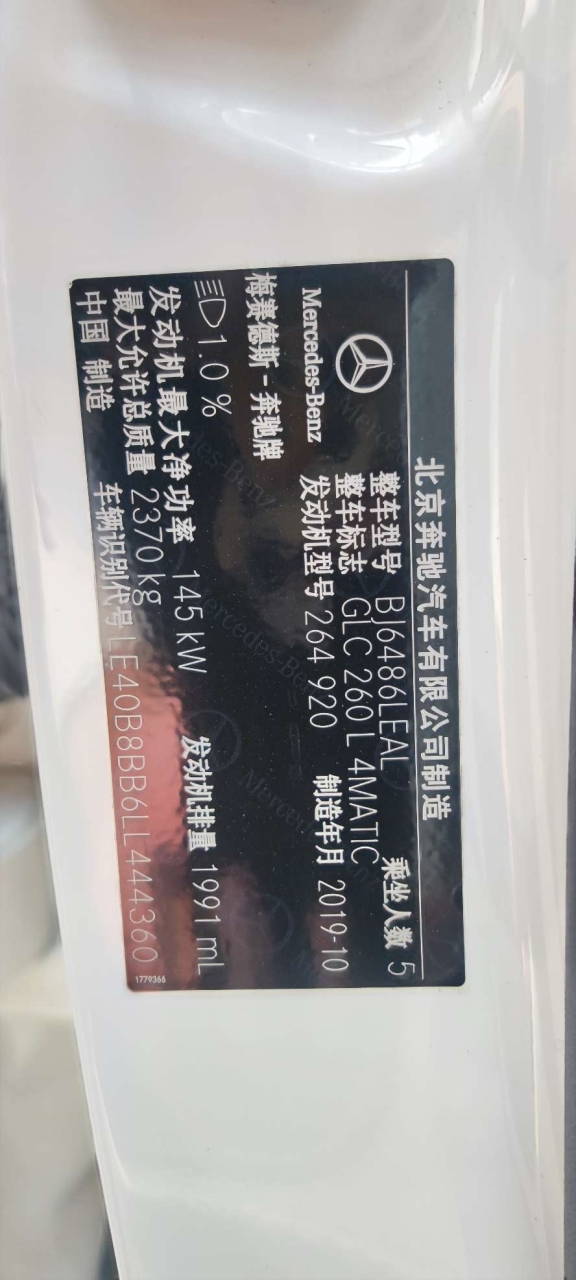 北京奔驰汽车有限公司制造
Mercedes-Benz
整车型号 BJ6486LEAL 乘坐人数 5
整车标志 GLC 260 L 4MATIC
发动机型号 264 920 制造年月 2019-10
梅赛德斯-奔驰牌
1.0 %
发动机最大净功率 145 kW 发动机排量 1991 mL
最大允许总质量 2370 kg
中国 制造 车辆识别代号 LE40B8BB6LL444360
1779366